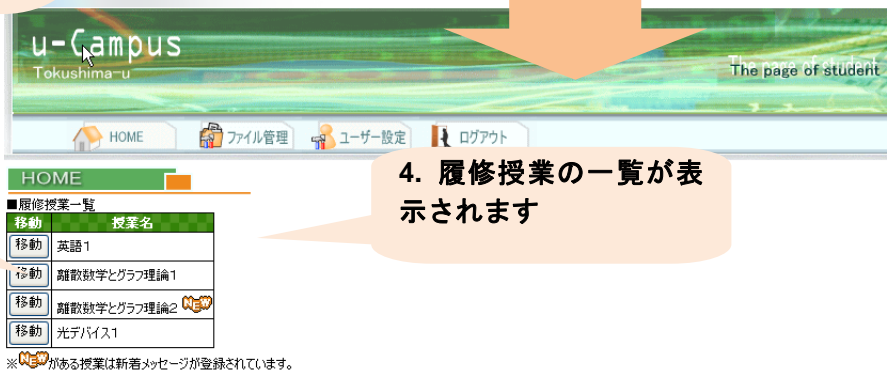 u-Campus
Tokushima-u
The page of student
HOME
ファイル管理
ユーザー設定
ログアウト
4. 履修授業の一覧が表
示されます
HOME
■履修授業一覧
移動 授業名
移動 英語1
移動 離散数学とグラフ理論1
移動 離散数学とグラフ理論2 NEW
移動 光デバイス1
※NEWがある授業は新着メッセージが登録されています。